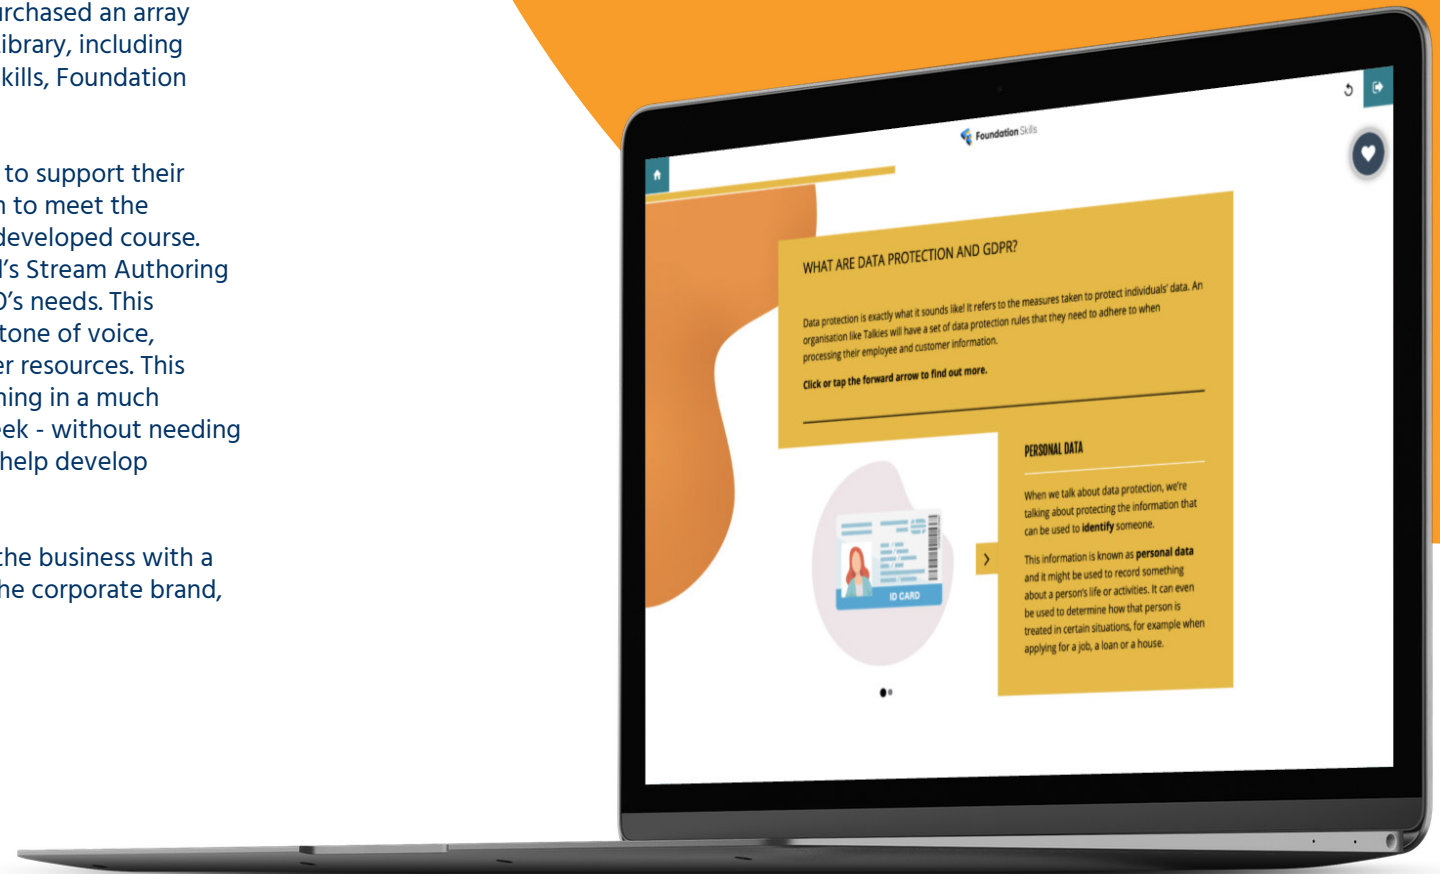 rchased an array
ibrary, including
kills, Foundation
to support their
n to meet the
developed course.
l's Stream Authoring
O's needs. This
tone of voice,
er resources. This
ning in a much
eek - without needing
help develop
the business with a
he corporate brand,
Foundation Skills
WHAT ARE DATA PROTECTION AND GDPR?
Data protection is exactly what it sounds like! It refers to the measures taken to protect individuals' data. An
organisation like Talkies will have a set of data protection rules that they need to adhere to when
processing their employee and customer information.
Click or tap the forward arrow to find out more.
PERSONAL DATA
When we talk about data protection, we're
talking about protecting the information that
can be used to identify someone.
This information is known as personal data
and it might be used to record something
about a person's life or activities. It can even
be used to determine how that person is
treated in certain situations, for example when
applying for a job, a loan or a house.
ID CARD